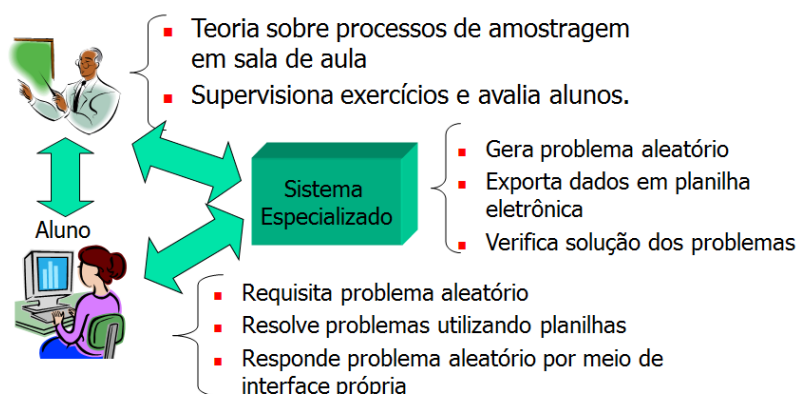 Teoria sobre processos de amostragem
em sala de aula
Supervisiona exercícios e avalia alunos.
Sistema
Especializado
Gera problema aleatório
Exporta dados em planilha
eletrônica
Verifica solução dos problemas
Aluno
Requisita problema aleatório
Resolve problemas utilizando planilhas
Responde problema aleatório por meio de
interface própria